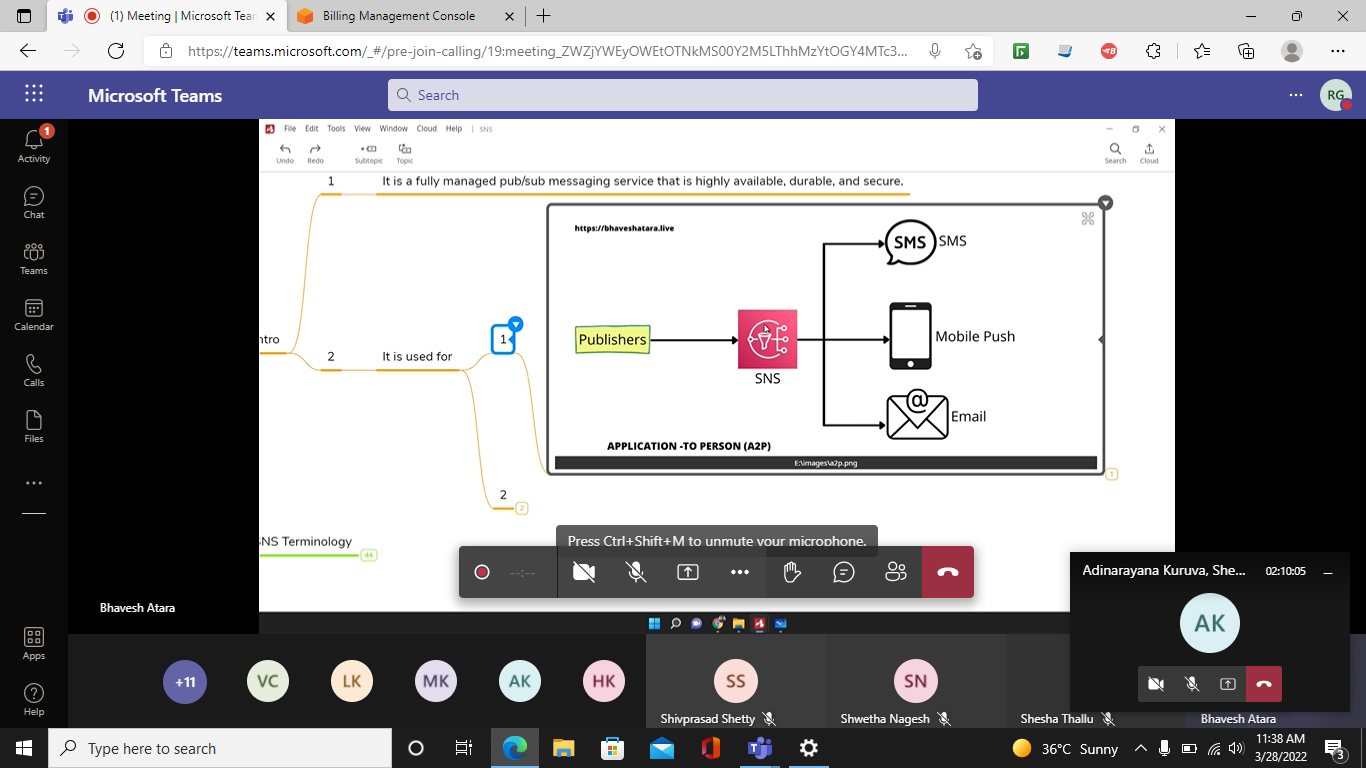 (1) Meeting | Microsoft Tea
Billing Management Console
https://teams.microsoft.com/_#/pre-join-calling/19:meeting_ZWZjYWEyOWEtOTNkMS00Y2M5LThhMzYtOGY4MTc3...
Microsoft Teams
Search
RG
1
Activity
Chat
Teams
Calendar
Calls
Files
Apps
Help
File Edit Tools View Window Cloud Help | SNS
Undo Redo Subtopic Topic Search Cloud
1 It is a fully managed pub/sub messaging service that is highly available, durable, and secure.
https://bhaveshatara.live
SMS SMS
ntro
1
Publishers
Mobile Push
2 It is used for
SNS
@
Email
APPLICATION -TO PERSON (A2P)
E:\images\a2p.png
1
2
2
SNS Terminology
44
Press Ctrl+Shift+M to unmute your microphone.
--:--
Bhavesh Atara
Adinarayana Kuruva, She... 02:10:05
AK
+11 VC LK MK AK HK SS SN
Shivprasad Shetty Shwetha Nagesh Shesha Thallu Bhavesh Atara
Type here to search
36°C Sunny
11:38 AM
3/28/2022
3